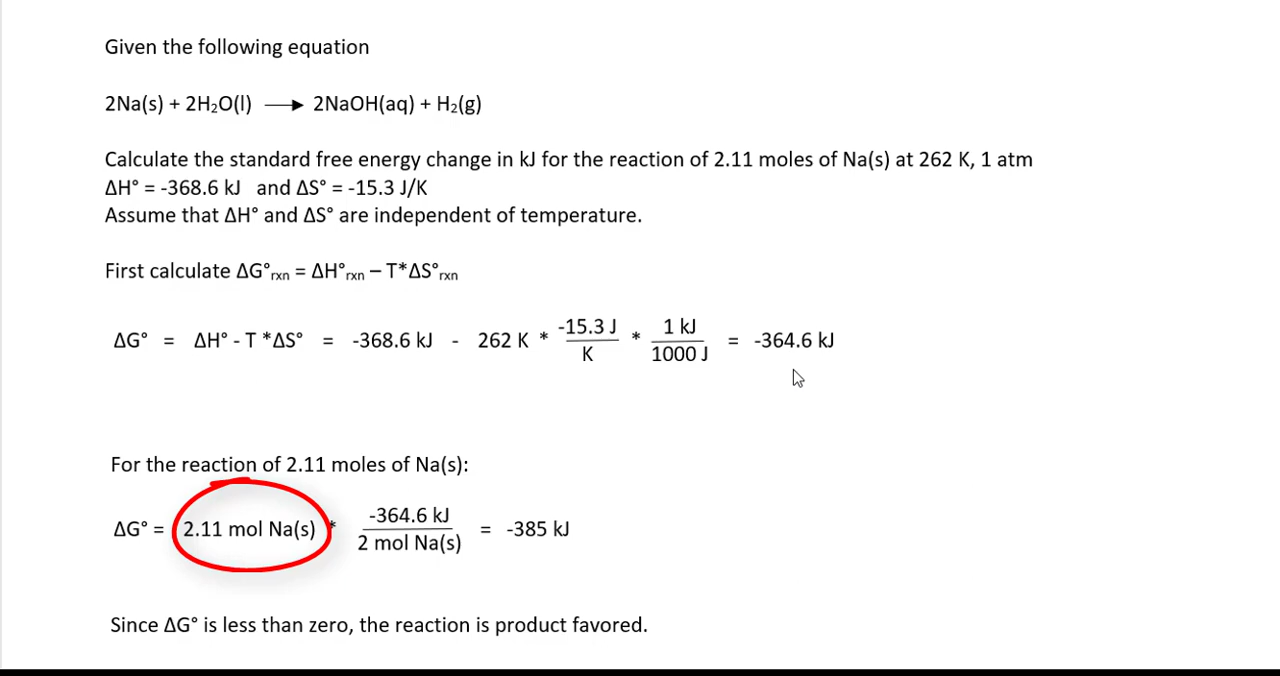 Given the following equation
2Na(s) + 2H₂O(l) ⟶ 2NaOH(aq) + H₂(g)
Calculate the standard free energy change in kJ for the reaction of 2.11 moles of Na(s) at 262 K, 1 atm
ΔH° = -368.6 kJ and ΔS° = -15.3 J/K
Assume that ΔH° and ΔS° are independent of temperature.
First calculate ΔG°rxn = ΔH°rxn – T*ΔS°rxn
ΔG° = ΔH° - T *ΔS° = -368.6 kJ - 262 K * -15.3 J / K * 1 kJ / 1000 J = -364.6 kJ
For the reaction of 2.11 moles of Na(s):
ΔG° = 2.11 mol Na(s) * -364.6 kJ / 2 mol Na(s) = -385 kJ
Since ΔG° is less than zero, the reaction is product favored.